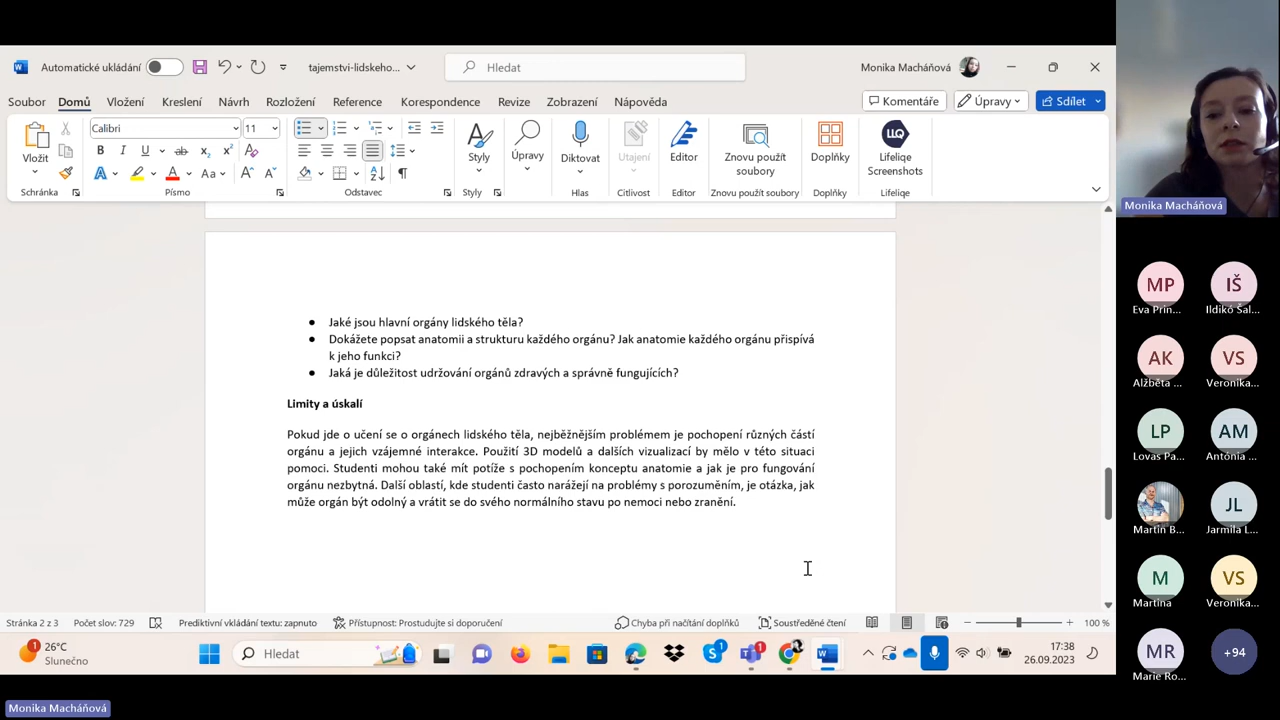 Automatické ukládání
tajemstvi-lidskeho...
Hledat
Monika Macháňová
Soubor Domů Vložení Kreslení Návrh Rozložení Reference Korespondence Revize Zobrazení Nápověda
Komentáře Úpravy Sdílet
Vložit
Calibri 11
Styly
Úpravy
Diktovat
Utajení
Editor
Znovu použít
soubory
Doplňky
LLQ
Lifeliqe
Screenshots
Schránka Písmo Odstavec Styly Hlas Citlivost Editor Znovu použít soubory Doplňky Lifeliqe
● Jaké jsou hlavní orgány lidského těla?
● Dokážete popsat anatomii a strukturu každého orgánu? Jak anatomie každého orgánu přispívá
k jeho funkci?
● Jaká je důležitost udržování orgánů zdravých a správně fungujících?
Limity a úskalí
Pokud jde o učení se o orgánech lidského těla, nejběžnějším problémem je pochopení různých částí
orgánu a jejich vzájemné interakce. Použití 3D modelů a dalších vizualizací by mělo v této situaci
pomoci. Studenti mohou také mít potíže s pochopením konceptu anatomie a jak je pro fungování
orgánu nezbytná. Další oblastí, kde studenti často narážejí na problémy s porozuměním, je otázka, jak
může orgán být odolný a vrátit se do svého normálního stavu po nemoci nebo zranění.
Stránka 2 z 3 Počet slov: 729 Prediktivní vkládání textu: zapnuto Přístupnost: Prostudujte si doporučení Chyba při načítání doplňků Soustředěné čtení 100 %
1
26°C
Slunečno
Hledat
1
17:38
26.09.2023
Monika Macháňová
Monika Macháňová
MP
Eva Prin...
IŠ
Ildikó Šal...
AK
Alžběta ...
VS
Veronika...
LP
Lovas Pa...
AM
Antónia ...
Martin B...
JL
Jarmila L...
M
Martina
VS
Veronika...
MR
Marie Ro...
+94